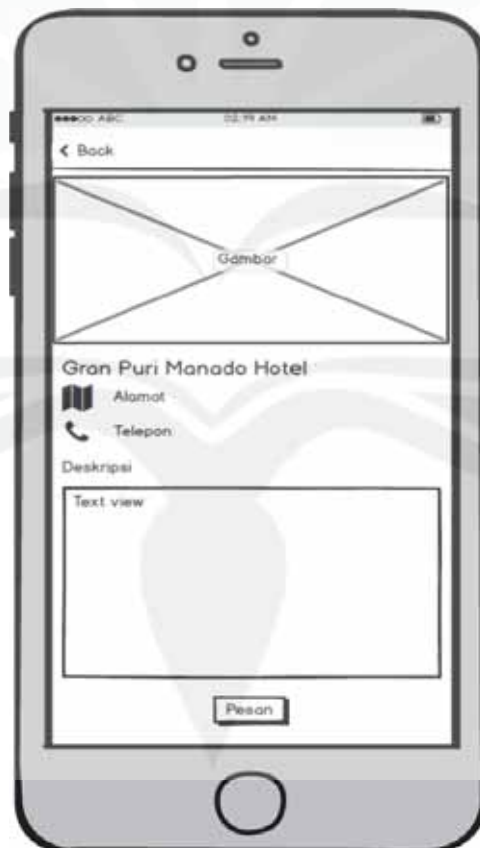 ABC 02:19 AM
< Back
Gambar
Gran Puri Manado Hotel
Alamat
Telepon
Deskripsi
Text view
Pesan